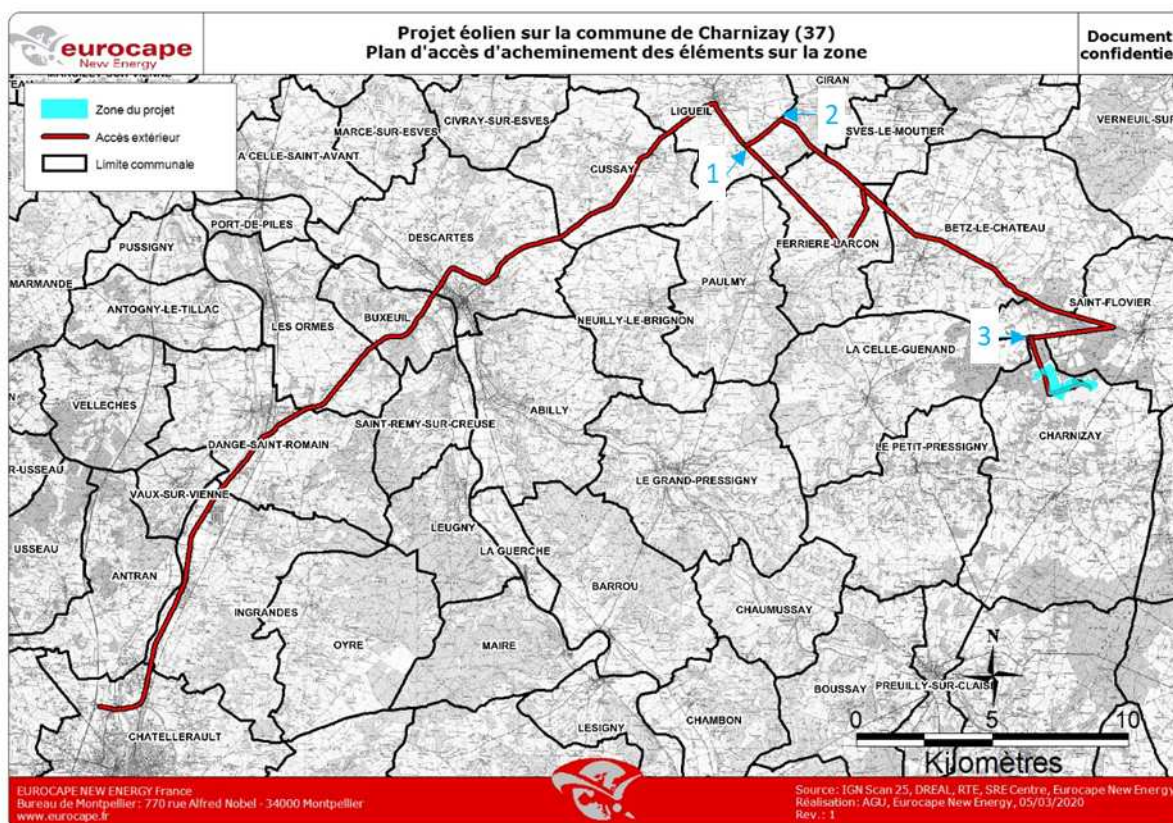 eurocape
New Energy
Projet éolien sur la commune de Charnizay (37)
Plan d'accès d'acheminement des éléments sur la zone
Document
confidentie
Zone du projet
Accès extérieur
Limite communale
CIRAN
LIGUEIL
2
CIVRAY-SUR-ESVES
MARCE-SUR-ESVES
SVES-LE-MOUTIER
VERNEUIL-SUR
A CELLE-SAINT-AVANT
1
CUSSAY
PORT-DE-PILES
DESCARTES
FERRIERE-LARCON
BETZ-LE-CHATEAU
PUSSIGNY
MARMANDE
PAULMY
SAINT-FLOVIER
ANTOGNY-LE-TILLAC
BUXEUIL
NEUILLY-LE-BRIGNON
LES ORMES
3
LA CELLE-GUENAND
VELLECHES
ABILLY
SAINT-REMY-SUR-CREUSE
CHARNIZAY
DANGE-SAINT-ROMAIN
LE PETIT-PRESSIGNY
R-USSEAU
LE GRAND-PRESSIGNY
VAUX-SUR-VIENNE
LEUGNY
USSEAU
LA GUERCHE
ANTRAN
BARROU
CHAUMUSSAY
INGRANDES
OYRE
MAIRE
N
BOUSSAY
PREUILLY-SUR-CLAISE
CHAMBON
LESIGNY
CHATELLERAULT
0 5 10
Kilomètres
EUROCAPE NEW ENERGY France
Bureau de Montpellier: 770 rue Alfred Nobel - 34000 Montpellier
www.eurocape.fr
Source: IGN Scan 25, DREAL, RTE, SRE Centre, Eurocape New Energy
Réalisation: AGU, Eurocape New Energy, 05/03/2020
Rev.: 1